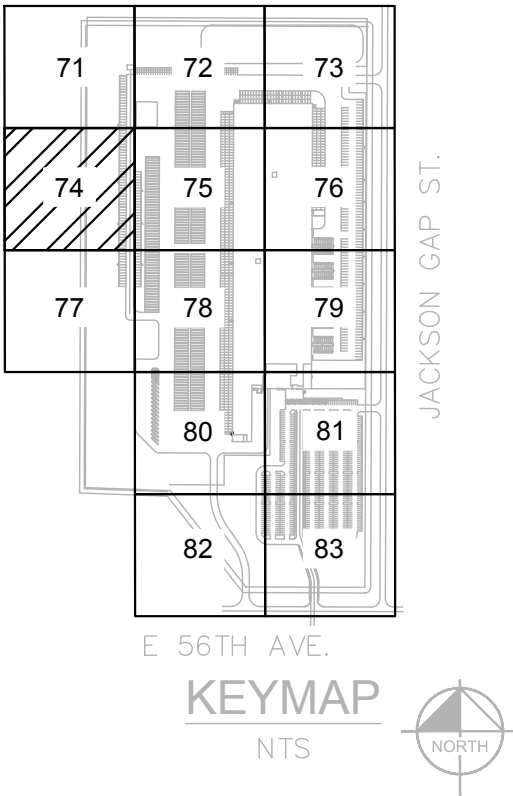 71 72 73
74 75 76
77 78 79
80 81
82 83
JACKSON GAP ST.
E 56TH AVE.
KEYMAP
NTS
NORTH